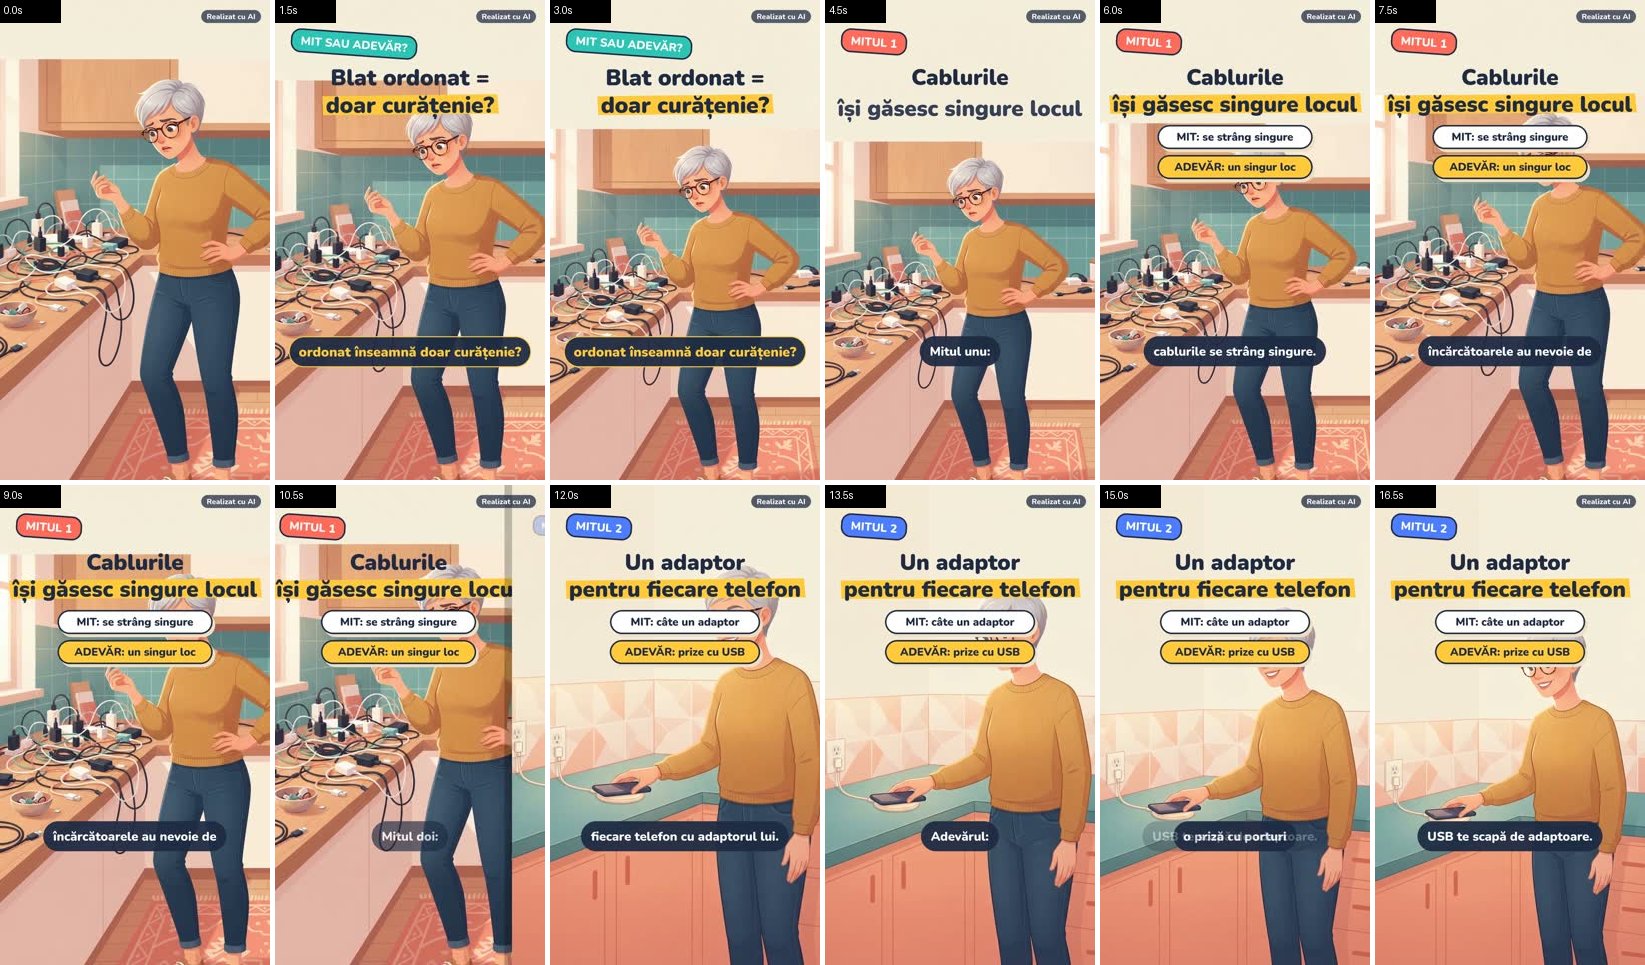 0.0s
Realizat cu AI
1.5s
Realizat cu AI
MIT SAU ADEVĂR?
Blat ordonat =
doar curățenie?
ordonat înseamnă doar curățenie?
3.0s
Realizat cu AI
MIT SAU ADEVĂR?
Blat ordonat =
doar curățenie?
ordonat înseamnă doar curățenie?
4.5s
Realizat cu AI
MITUL 1
Cablurile
își găsesc singure locul
Mitul unu:
6.0s
Realizat cu AI
MITUL 1
Cablurile
își găsesc singure locul
MIT: se strâng singure
ADEVĂR: un singur loc
cablurile se strâng singure.
7.5s
Realizat cu AI
MITUL 1
Cablurile
își găsesc singure locul
MIT: se strâng singure
ADEVĂR: un singur loc
încărcătoarele au nevoie de
9.0s
Realizat cu AI
MITUL 1
Cablurile
își găsesc singure locul
MIT: se strâng singure
ADEVĂR: un singur loc
încărcătoarele au nevoie de
10.5s
Realizat cu AI
MITUL 1
Cablurile
își găsesc singure locu
MIT: se strâng singure
ADEVĂR: un singur loc
Mitul doi:
12.0s
Realizat cu AI
MITUL 2
Un adaptor
pentru fiecare telefon
MIT: câte un adaptor
ADEVĂR: prize cu USB
fiecare telefon cu adaptorul lui.
13.5s
Realizat cu AI
MITUL 2
Un adaptor
pentru fiecare telefon
MIT: câte un adaptor
ADEVĂR: prize cu USB
Adevărul:
15.0s
Realizat cu AI
MITUL 2
Un adaptor
pentru fiecare telefon
MIT: câte un adaptor
ADEVĂR: prize cu USB
o priză cu porturi
16.5s
Realizat cu AI
MITUL 2
Un adaptor
pentru fiecare telefon
MIT: câte un adaptor
ADEVĂR: prize cu USB
USB te scapă de adaptoare.